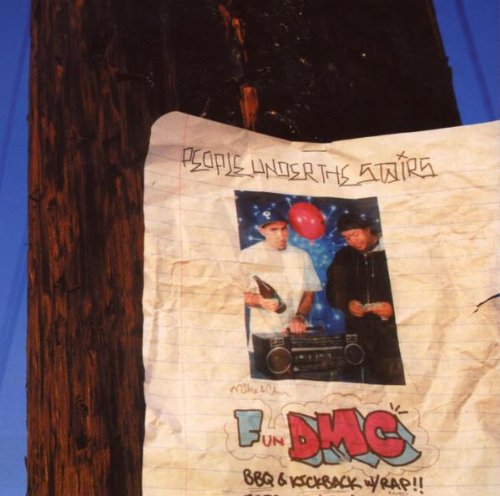 PEOPLE UNDER THE STAIRS
FUN DMC
BBQ & KICKBACK W/RAP!!